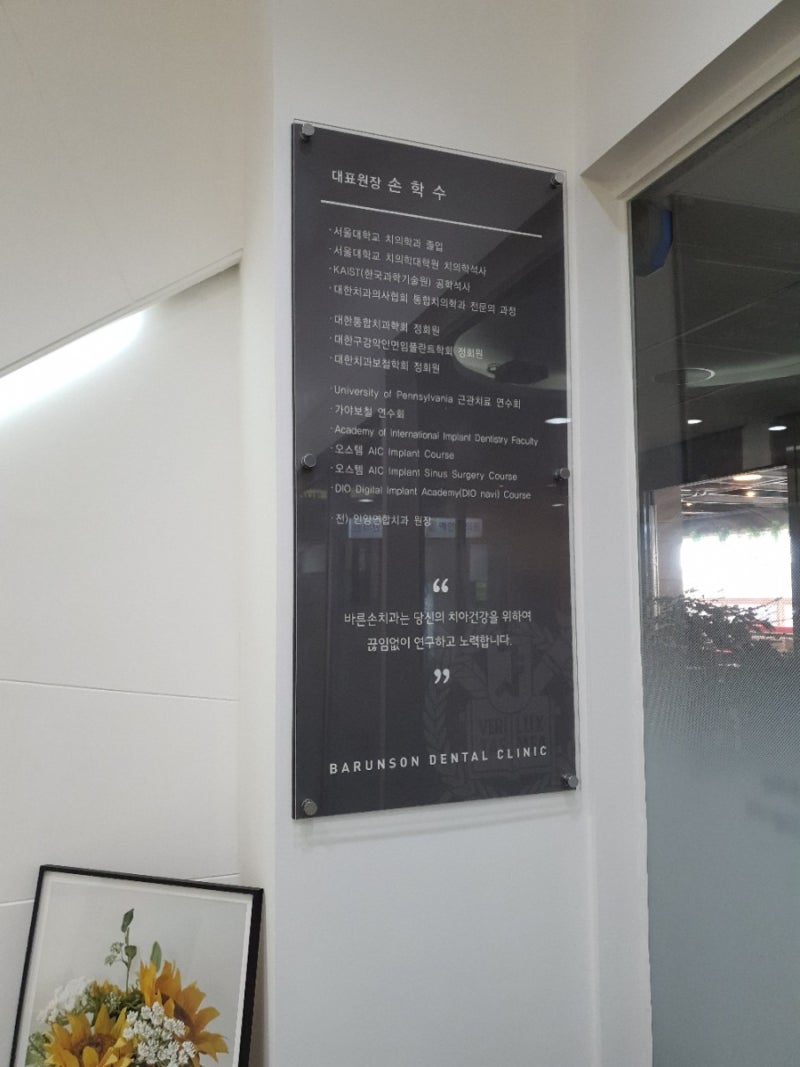 대표원장 손 학 수
·서울대학교 치의학과 졸업
·서울대학교 치의학대학원 치의학석사
·KAIST(한국과학기술원) 공학석사
·대한치과의사협회 통합치의학과 전문의 과정
·대한통합치과학회 정회원
·대한구강악안면임플란트학회 정회원
·대한치과보철학회 정회원
·University of Pennsylvania 근관치료 연수회
·가야보철 연수회
·Academy of International Implant Dentistry Faculty
·오스템 AIC Implant Course
·오스템 AIC Implant Sinus Surgery Course
·DIO Digital Implant Academy(DIO navi) Course
·전) 안양연합치과 원장
“
바른손치과는 당신의 치아건강을 위하여
끊임없이 연구하고 노력합니다.
”
VERI LUX
MEA
BARUNSON DENTAL CLINIC